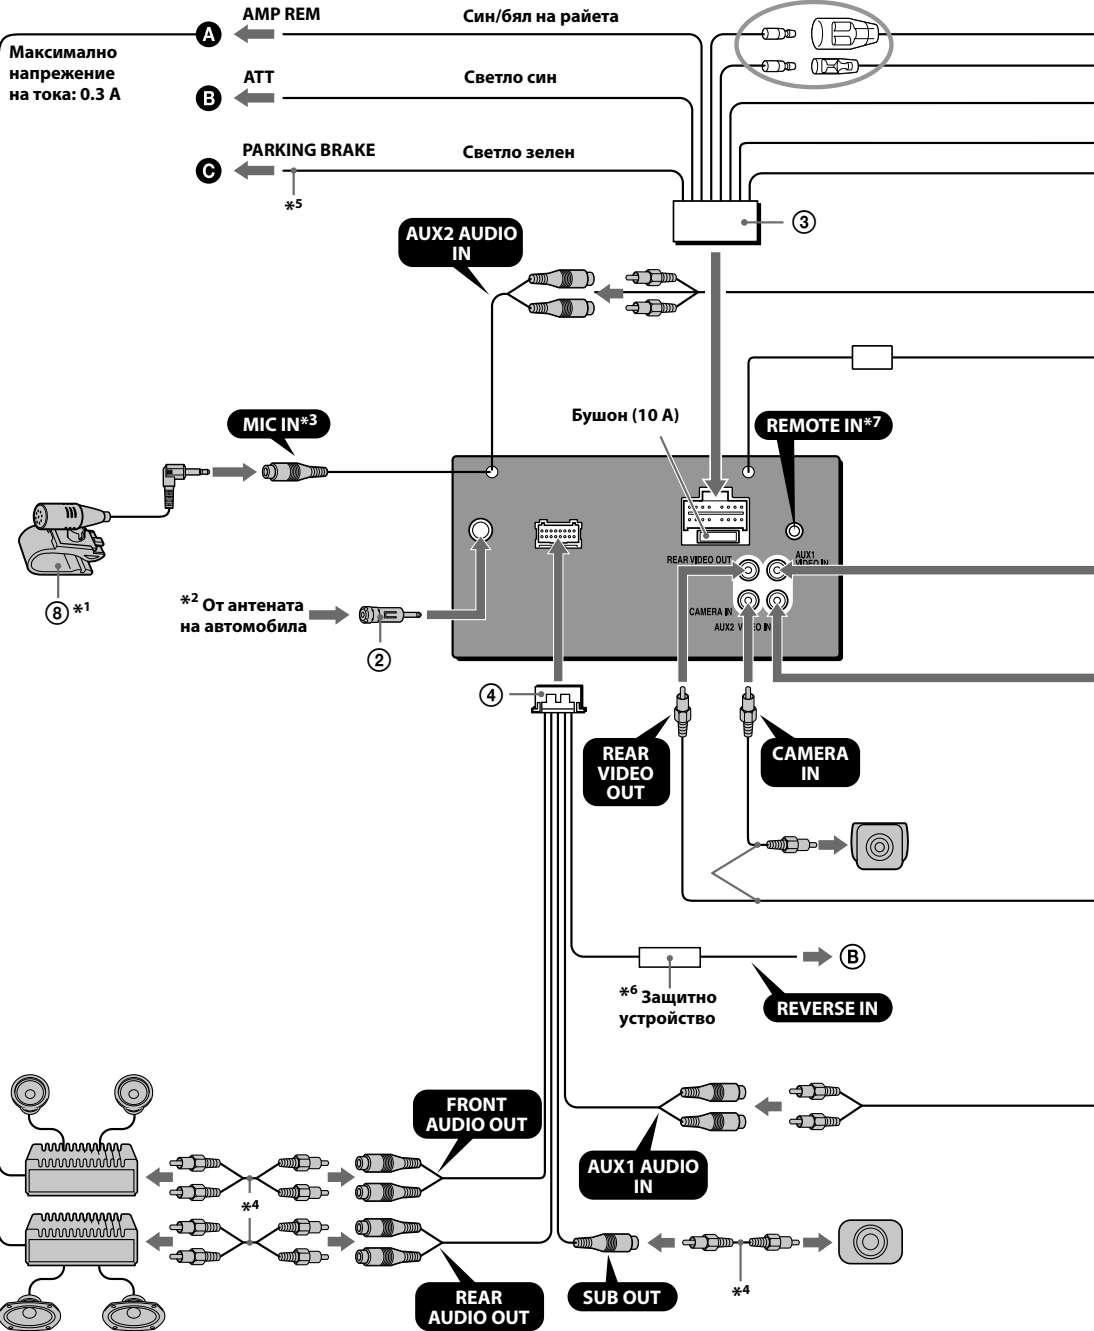 AMP REM
Син/бял на райета
A
Максимално
напрежение
на тока: 0.3 A
ATT
Светло син
B
PARKING BRAKE
Светло зелен
C
*5
3
AUX2 AUDIO
IN
Бушон (10 A)
MIC IN*3
REMOTE IN*7
REAR VIDEO OUT
AUX1
VIDEO IN
CAMERA IN
AUX2 VIDEO IN
8 *1
*2 От антената
на автомобила
2
4
REAR
VIDEO
OUT
CAMERA
IN
B
*6 Защитно
устройство
REVERSE IN
FRONT
AUDIO OUT
AUX1 AUDIO
IN
*4
REAR
AUDIO OUT
SUB OUT
*4